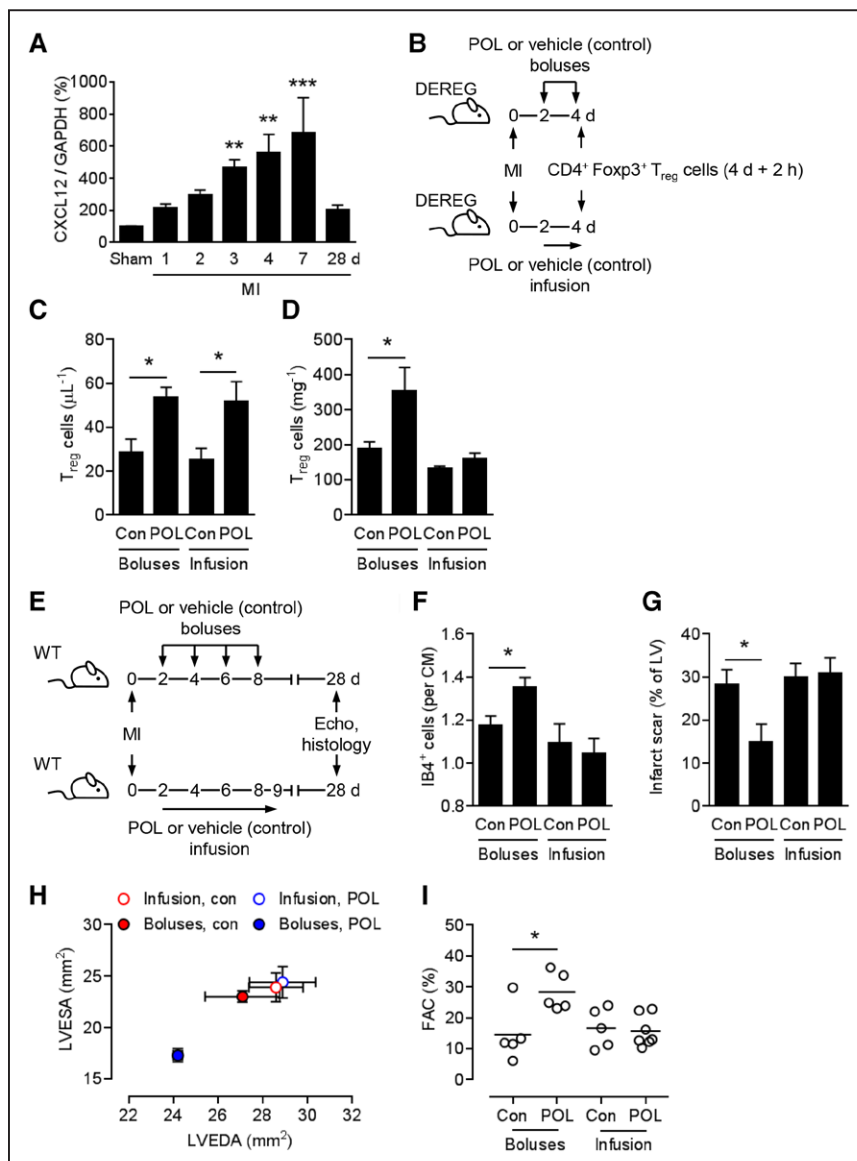 A
CXCL12 / GAPDH (%)
1000
800
600
400
200
0
** ** ***
Sham 1 2 3 4 7 28 d
MI
B
POL or vehicle (control)
boluses
DEREG
0 2 4 d
MI CD4⁺ Foxp3⁺ Treg cells (4 d + 2 h)
DEREG
0 2 4 d
POL or vehicle (control)
infusion
C
Treg cells (μL⁻¹)
80
60
40
20
0
* *
Con POL Con POL
Boluses Infusion
D
Treg cells (mg⁻¹)
500
400
300
200
100
0
*
Con POL Con POL
Boluses Infusion
E
POL or vehicle (control)
boluses
WT
0 2 4 6 8 28 d
MI Echo,
histology
WT
0 2 4 6 8 9 28 d
POL or vehicle (control)
infusion
F
IB4⁺ cells (per CM)
1.6
1.4
1.2
1.0
0.8
*
Con POL Con POL
Boluses Infusion
G
Infarct scar (% of LV)
40
30
20
10
0
*
Con POL Con POL
Boluses Infusion
H
Infusion, con Infusion, POL
Boluses, con Boluses, POL
LVESA (mm²)
30
25
20
15
22 24 26 28 30 32
LVEDA (mm²)
I
FAC (%)
50
40
30
20
10
0
*
Con POL Con POL
Boluses Infusion